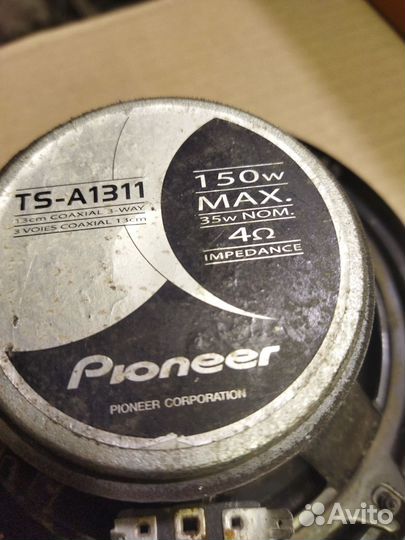 TS-A1311
13cm COAXIAL 3-WAY
3 VOIES COAXIAL 13cm
150w
MAX.
35w NOM.
4Ω
IMPEDANCE
Pioneer
PIONEER CORPORATION
Avito